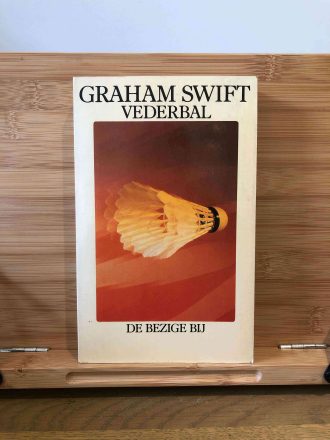 GRAHAM SWIFT
VEDERBAL
DE BEZIGE BIJ